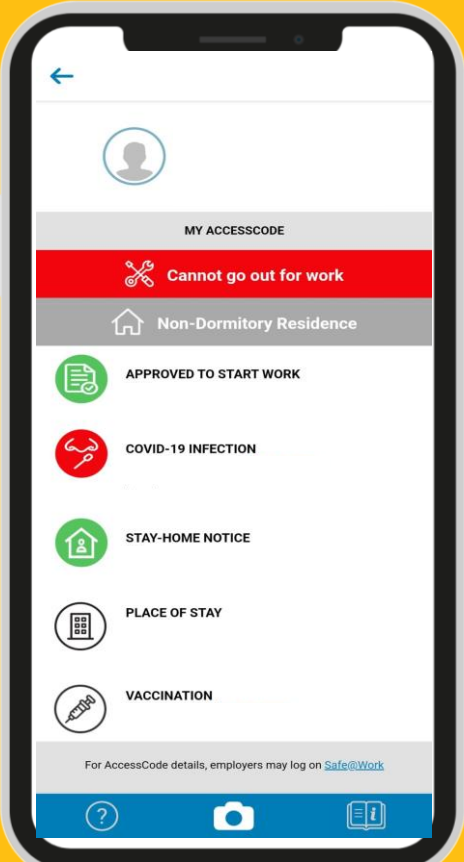 MY ACCESSCODE
Cannot go out for work
Non-Dormitory Residence
APPROVED TO START WORK
COVID-19 INFECTION
STAY-HOME NOTICE
PLACE OF STAY
VACCINATION
For AccessCode details, employers may log on Safe@Work
?
i